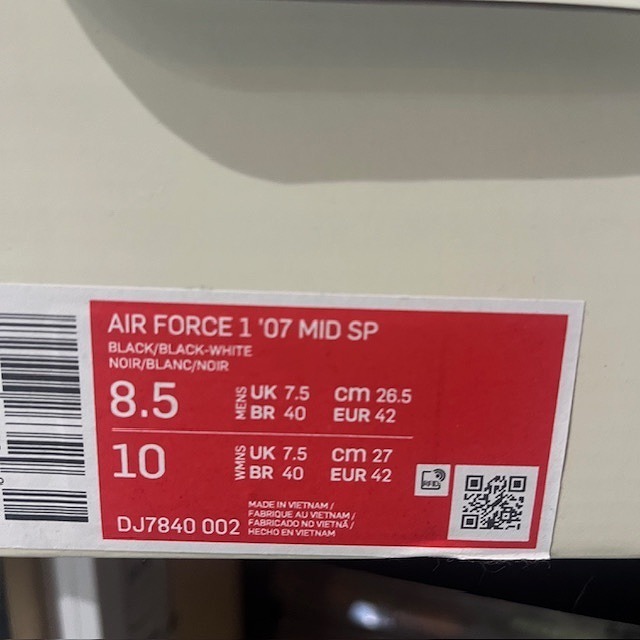 AIR FORCE 1 '07 MID SP
BLACK/BLACK-WHITE
NOIR/BLANC/NOIR
8.5 MENS UK 7.5 cm 26.5
BR 40 EUR 42
10 WMNS UK 7.5 cm 27
BR 40 EUR 42
RFID
DJ7840 002
MADE IN VIETNAM /
FABRIQUE AU VIETNAM /
FABRICADO NO VIETNÃ /
HECHO EN VIETNAM